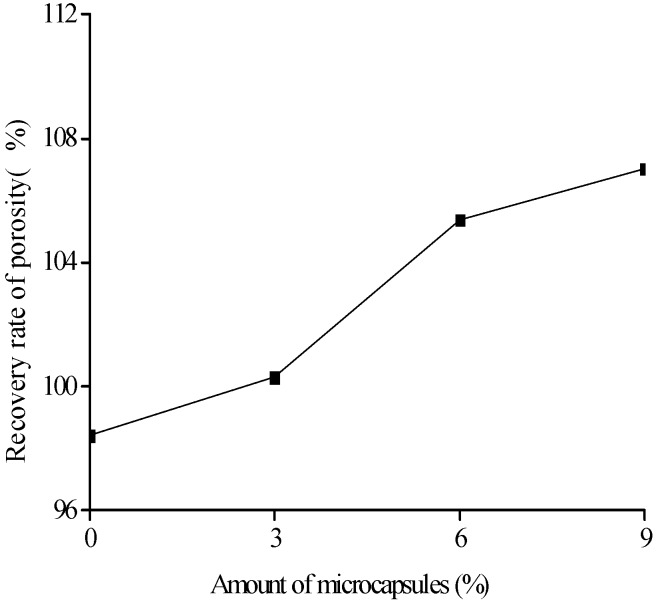 112
108
104
100
96
Recovery rate of porosity( %)
0 3 6 9
Amount of microcapsules (%)